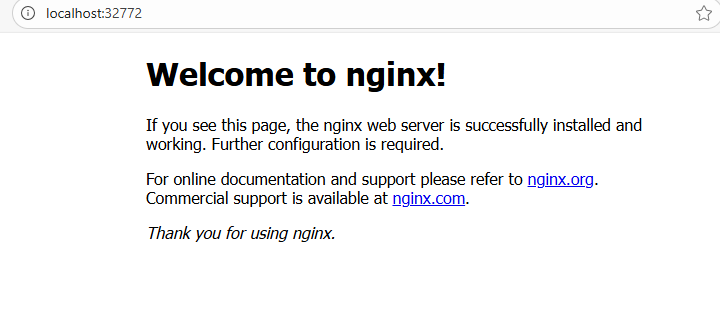 localhost:32772
Welcome to nginx!
If you see this page, the nginx web server is successfully installed and
working. Further configuration is required.
For online documentation and support please refer to nginx.org.
Commercial support is available at nginx.com.
Thank you for using nginx.